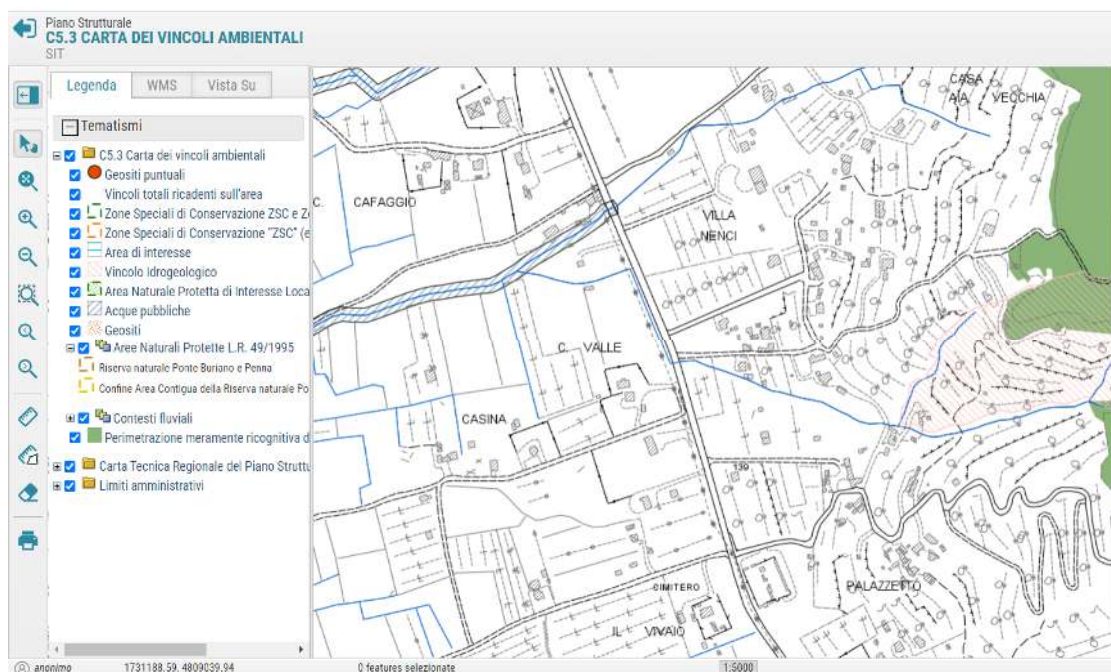 Piano Strutturale
C5.3 CARTA DEI VINCOLI AMBIENTALI
SIT
Legenda
WMS
Vista Su
Tematismi
C5.3 Carta dei vincoli ambientali
Geositi puntuali
Vincoli totali ricadenti sull'area
Zone Speciali di Conservazione ZSC e Z
Zone Speciali di Conservazione "ZSC" (e
Area di interesse
Vincolo Idrogeologico
Area Naturale Protetta di Interesse Loca
Acque pubbliche
Geositi
Aree Naturali Protette L.R. 49/1995
Riserva naturale Ponte Buriano e Penna
Confine Area Contigua della Riserva naturale Po
Contesti fluviali
Perimetrazione meramente ricognitiva d
Carta Tecnica Regionale del Piano Struttu
Limiti amministrativi
CASA
AIA VECCHIA
C. CAFAGGIO
VILLA
NENCI
C. VALLE
CASINA
139
CIMITERO
PALAZZETTO
IL VIVAIO
anonimo
1731188.59, 4809039.94
0 features selezionate
1:5000